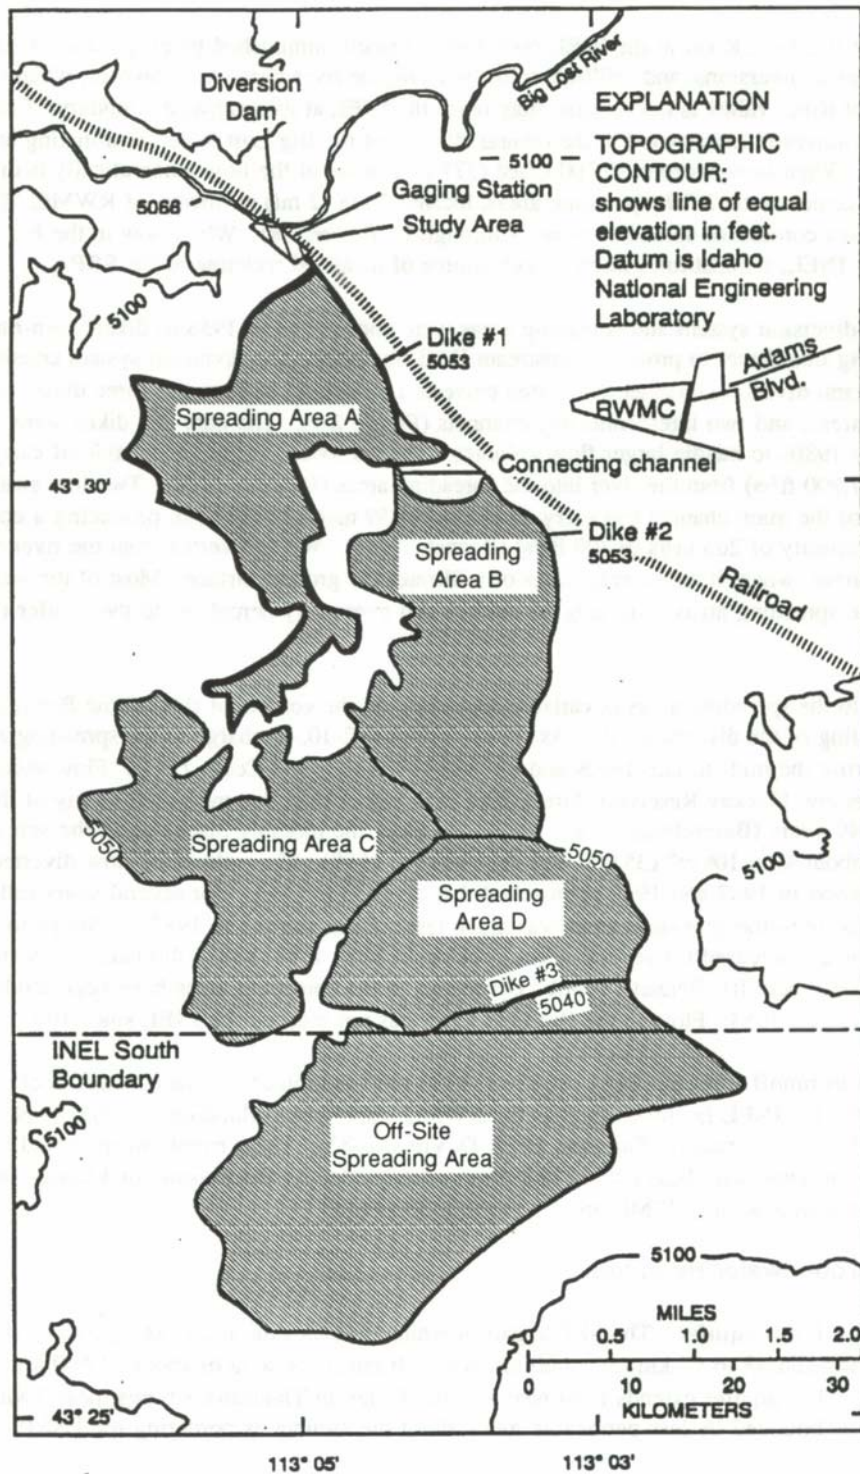 Diversion
Dam
Big Lost River
EXPLANATION
5100
TOPOGRAPHIC
CONTOUR:
shows line of equal
elevation in feet.
Datum is Idaho
National Engineering
Laboratory
Gaging Station
Study Area
5066
5100
Dike #1
5053
Adams
Blvd.
RWMC
Spreading Area A
Connecting channel
43° 30'
Dike #2
5053
Spreading
Area B
Railroad
5050
Spreading Area C
5050
5100
Spreading
Area D
Dike #3
5040
INEL South
Boundary
5100
Off-Site
Spreading Area
5100
MILES
0 0.5 1.0 1.5 2.0
0 10 20 30
KILOMETERS
43° 25'
113° 05'
113° 03'